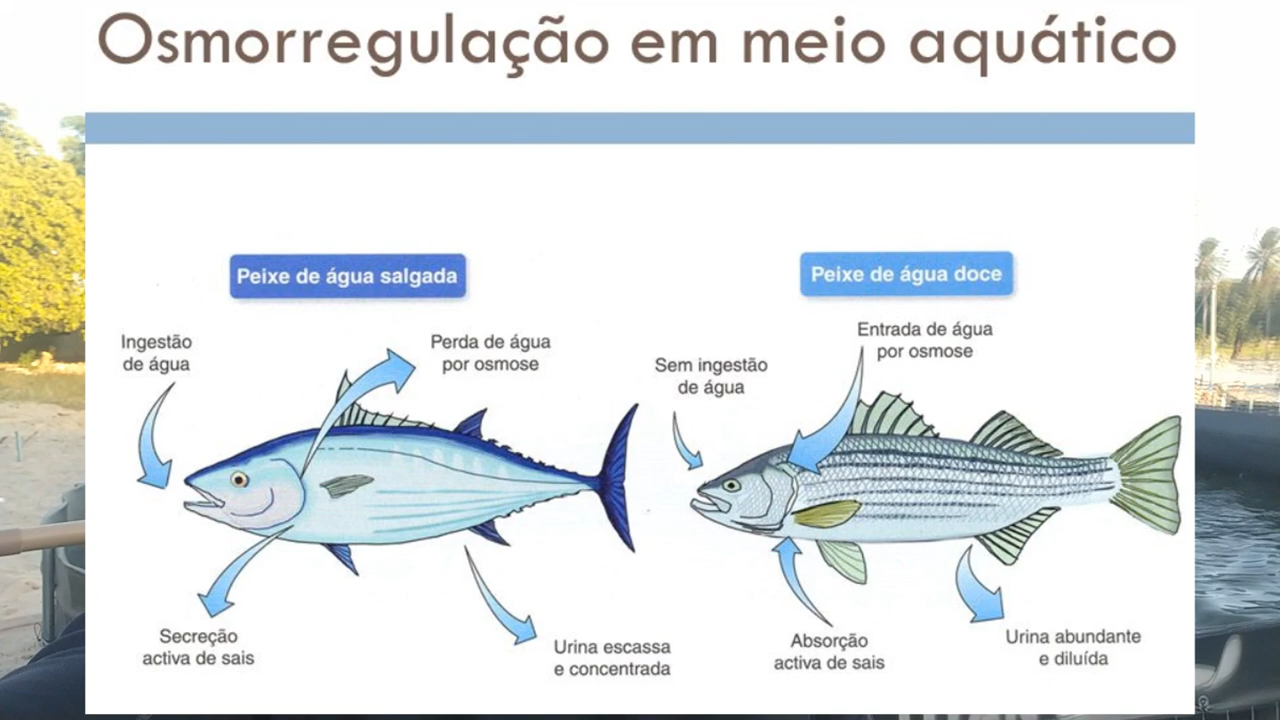 Osmorregulação em meio aquático
Peixe de água salgada
Ingestão
de água
Perda de água
por osmose
Secreção
activa de sais
Urina escassa
e concentrada
Peixe de água doce
Sem ingestão
de água
Entrada de água
por osmose
Absorção
activa de sais
Urina abundante
e diluída